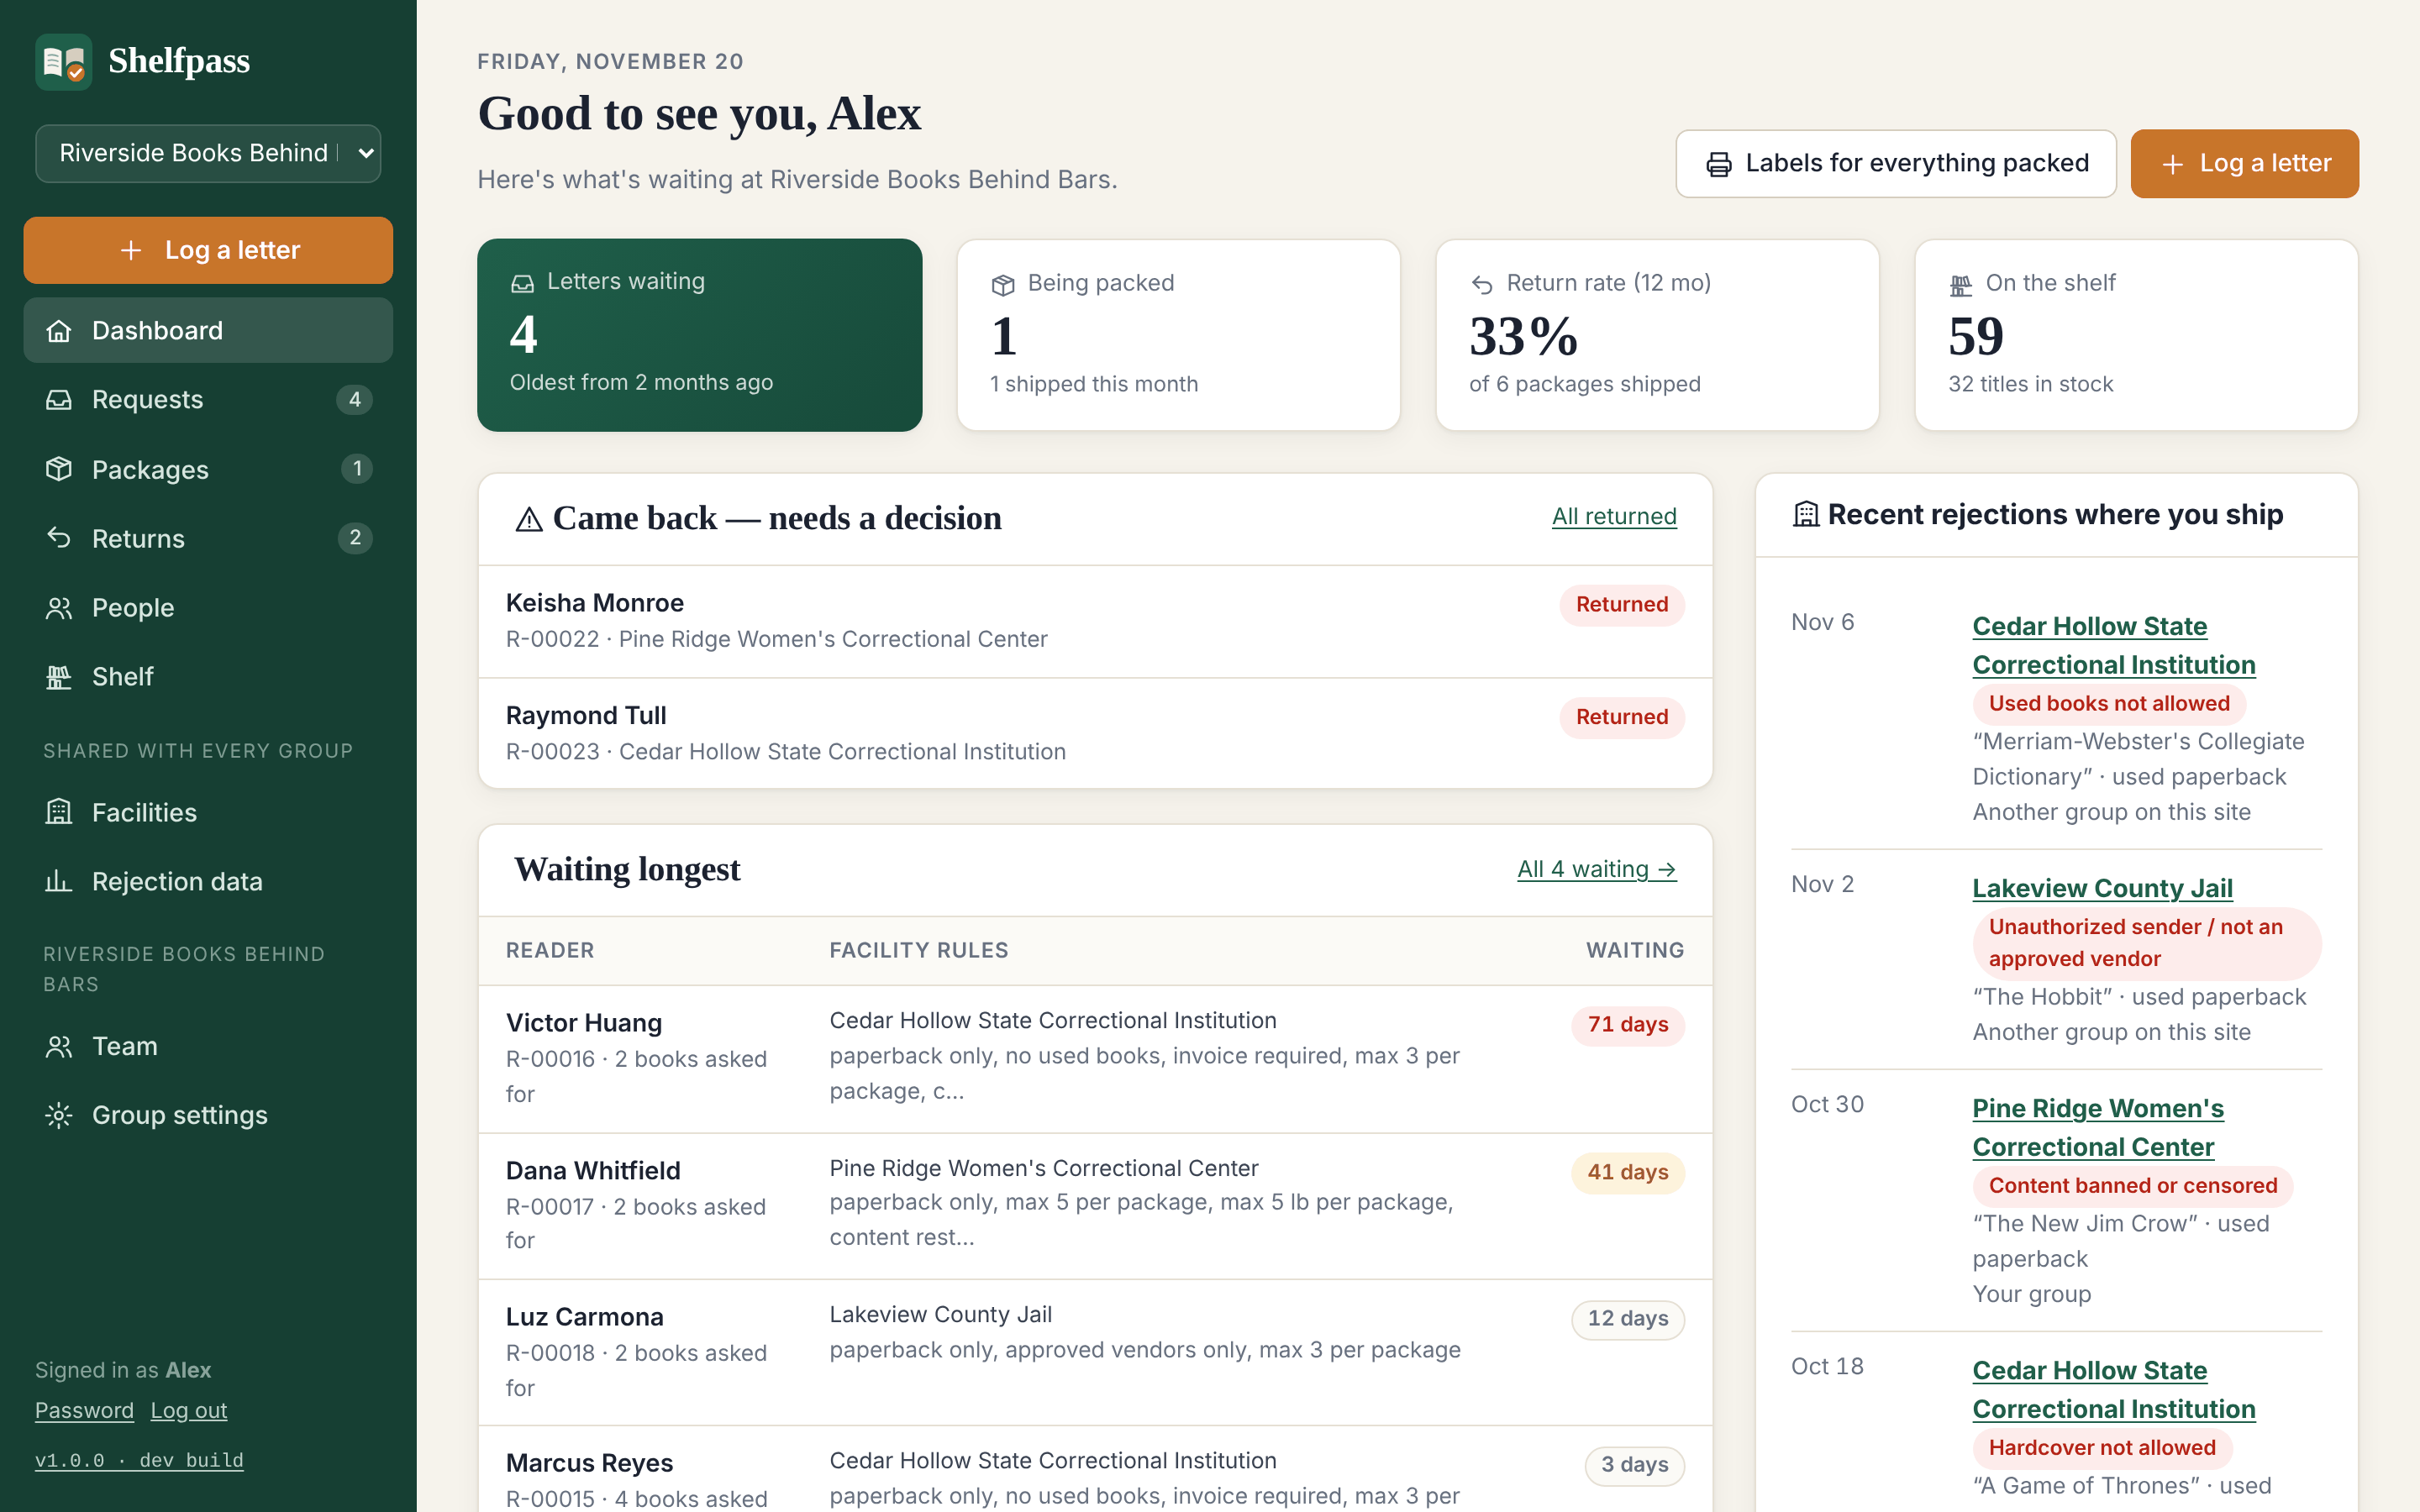 Shelfpass
Riverside Books Behind
Log a letter
Dashboard
Requests 4
Packages 1
Returns 2
People
Shelf
SHARED WITH EVERY GROUP
Facilities
Rejection data
RIVERSIDE BOOKS BEHIND
BARS
Team
Group settings
Signed in as Alex
Password Log out
v1.0.0 · dev build
FRIDAY, NOVEMBER 20
Good to see you, Alex
Here's what's waiting at Riverside Books Behind Bars.
Labels for everything packed
Log a letter
Letters waiting
4
Oldest from 2 months ago
Being packed
1
1 shipped this month
Return rate (12 mo)
33%
of 6 packages shipped
On the shelf
59
32 titles in stock
Came back — needs a decision All returned
Keisha Monroe Returned
R-00022 · Pine Ridge Women's Correctional Center
Raymond Tull Returned
R-00023 · Cedar Hollow State Correctional Institution
Waiting longest All 4 waiting →
READER FACILITY RULES WAITING
Victor Huang
R-00016 · 2 books asked
for
Cedar Hollow State Correctional Institution
paperback only, no used books, invoice required, max 3 per
package, c...
71 days
Dana Whitfield
R-00017 · 2 books asked
for
Pine Ridge Women's Correctional Center
paperback only, max 5 per package, max 5 lb per package,
content rest...
41 days
Luz Carmona
R-00018 · 2 books asked
for
Lakeview County Jail
paperback only, approved vendors only, max 3 per package
12 days
Marcus Reyes
R-00015 · 4 books asked
Cedar Hollow State Correctional Institution
paperback only, no used books, invoice required, max 3 per
3 days
Recent rejections where you ship
Nov 6
Cedar Hollow State
Correctional Institution
Used books not allowed
“Merriam-Webster's Collegiate
Dictionary” · used paperback
Another group on this site
Nov 2
Lakeview County Jail
Unauthorized sender / not an
approved vendor
“The Hobbit” · used paperback
Another group on this site
Oct 30
Pine Ridge Women's
Correctional Center
Content banned or censored
“The New Jim Crow” · used
paperback
Your group
Oct 18
Cedar Hollow State
Correctional Institution
Hardcover not allowed
“A Game of Thrones” · used